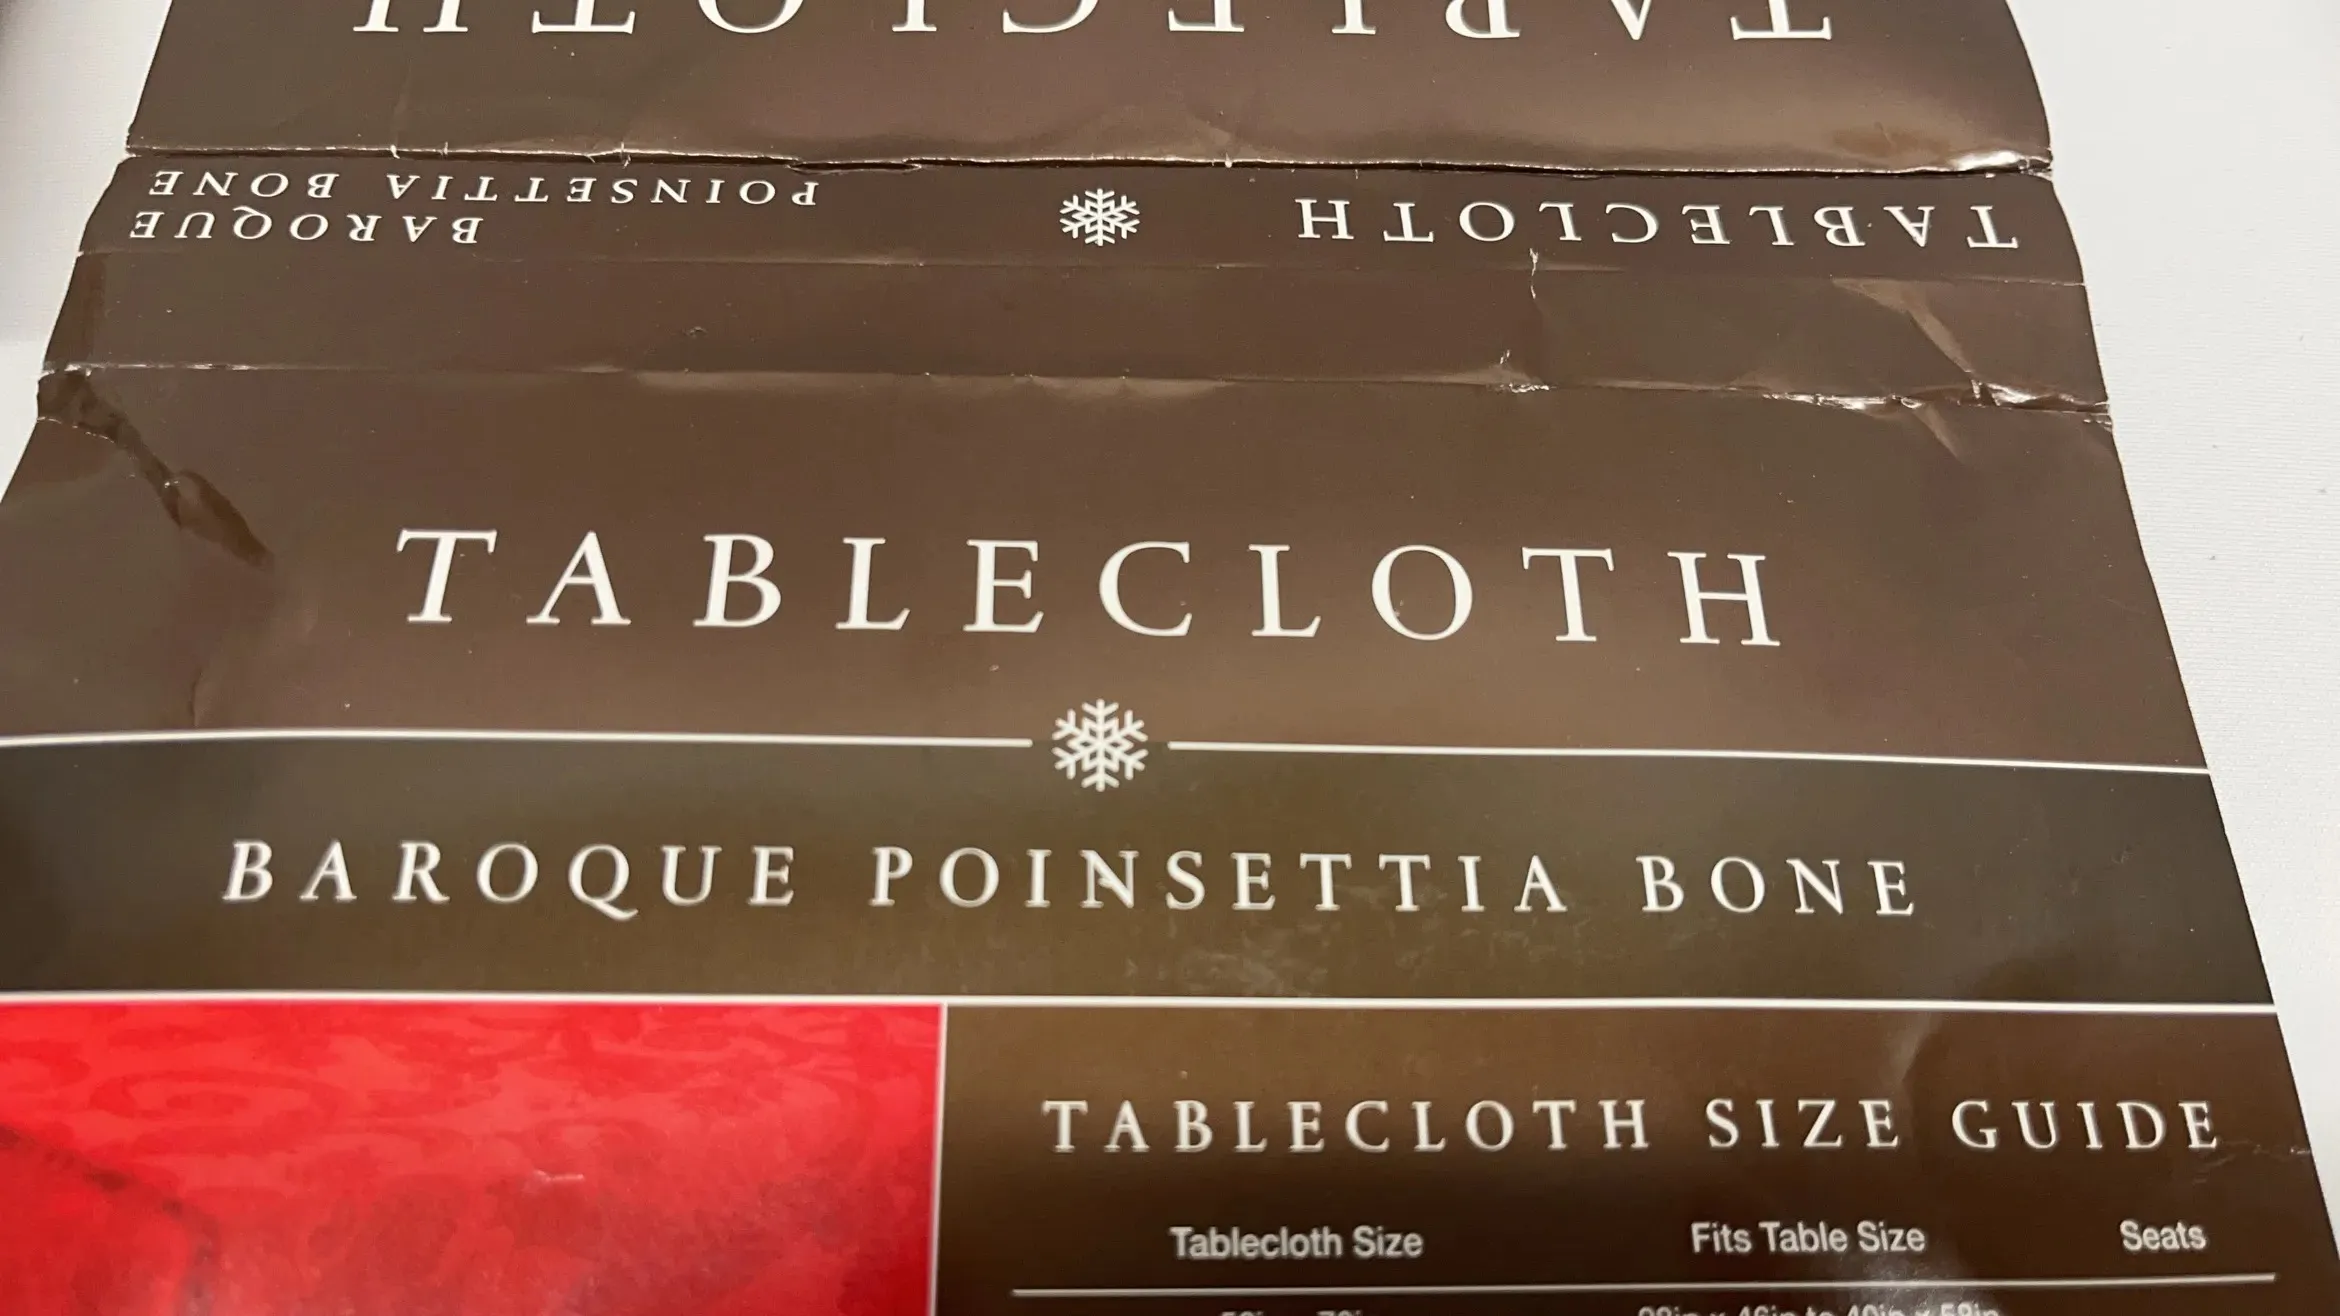 TABLECLOTH
TABLECLOTH
BAROQUE
POINSETTIA BONE
TABLECLOTH
BAROQUE POINSETTIA BONE
TABLECLOTH SIZE GUIDE
Tablecloth Size Fits Table Size Seats